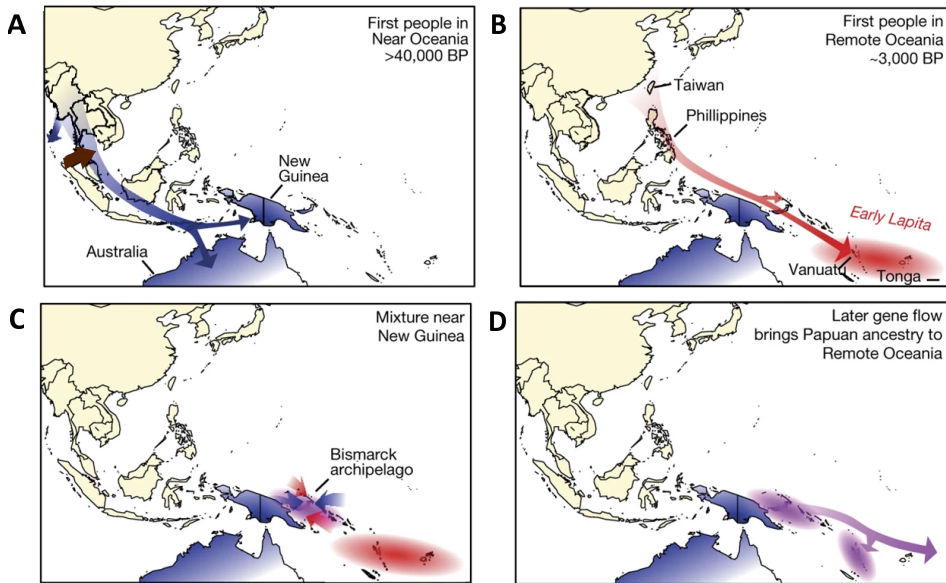 A
First people in
Near Oceania
>40,000 BP
New
Guinea
Australia
B
First people in
Remote Oceania
~3,000 BP
Taiwan
Phillippines
Early Lapita
Vanuatu
Tonga
C
Mixture near
New Guinea
Bismarck
archipelago
D
Later gene flow
brings Papuan ancestry to
Remote Oceania